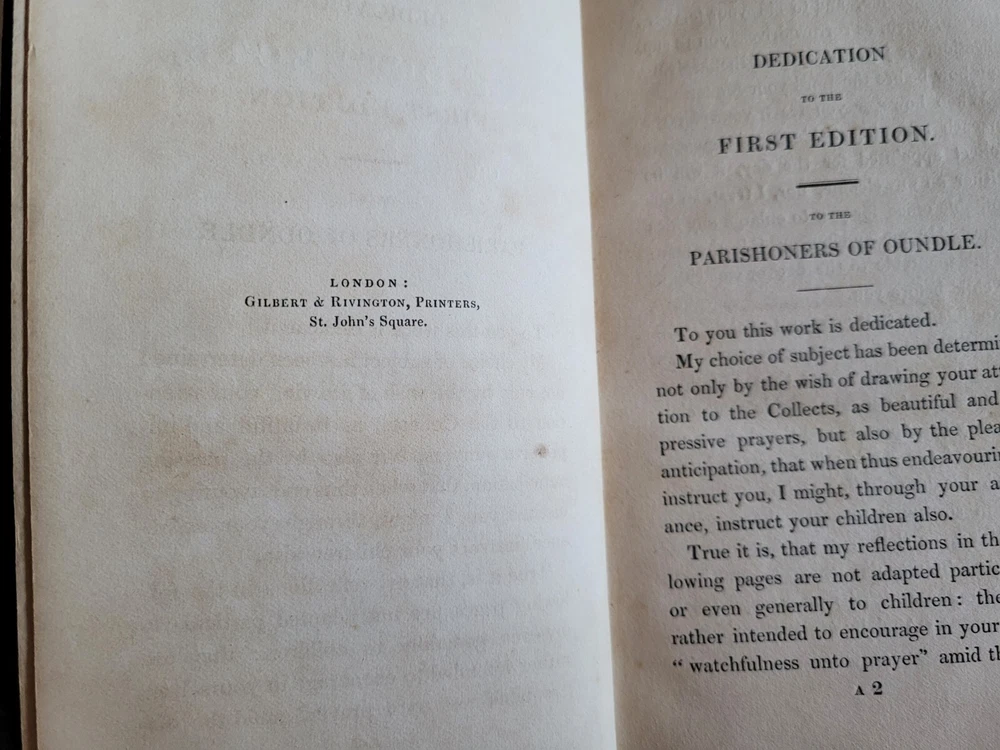 LONDON:
GILBERT & RIVINGTON, PRINTERS,
St. John's Square.
DEDICATION
TO THE
FIRST EDITION.
TO THE
PARISHONERS OF OUNDLE.
To you this work is dedicated.
My choice of subject has been determi
not only by the wish of drawing your at
tion to the Collects, as beautiful and
pressive prayers, but also by the plea
anticipation, that when thus endeavouri
instruct you, I might, through your a
ance, instruct your children also.
True it is, that my reflections in th
lowing pages are not adapted partic
or even generally to children: the
rather intended to encourage in your
“ watchfulness unto prayer” amid th
A 2